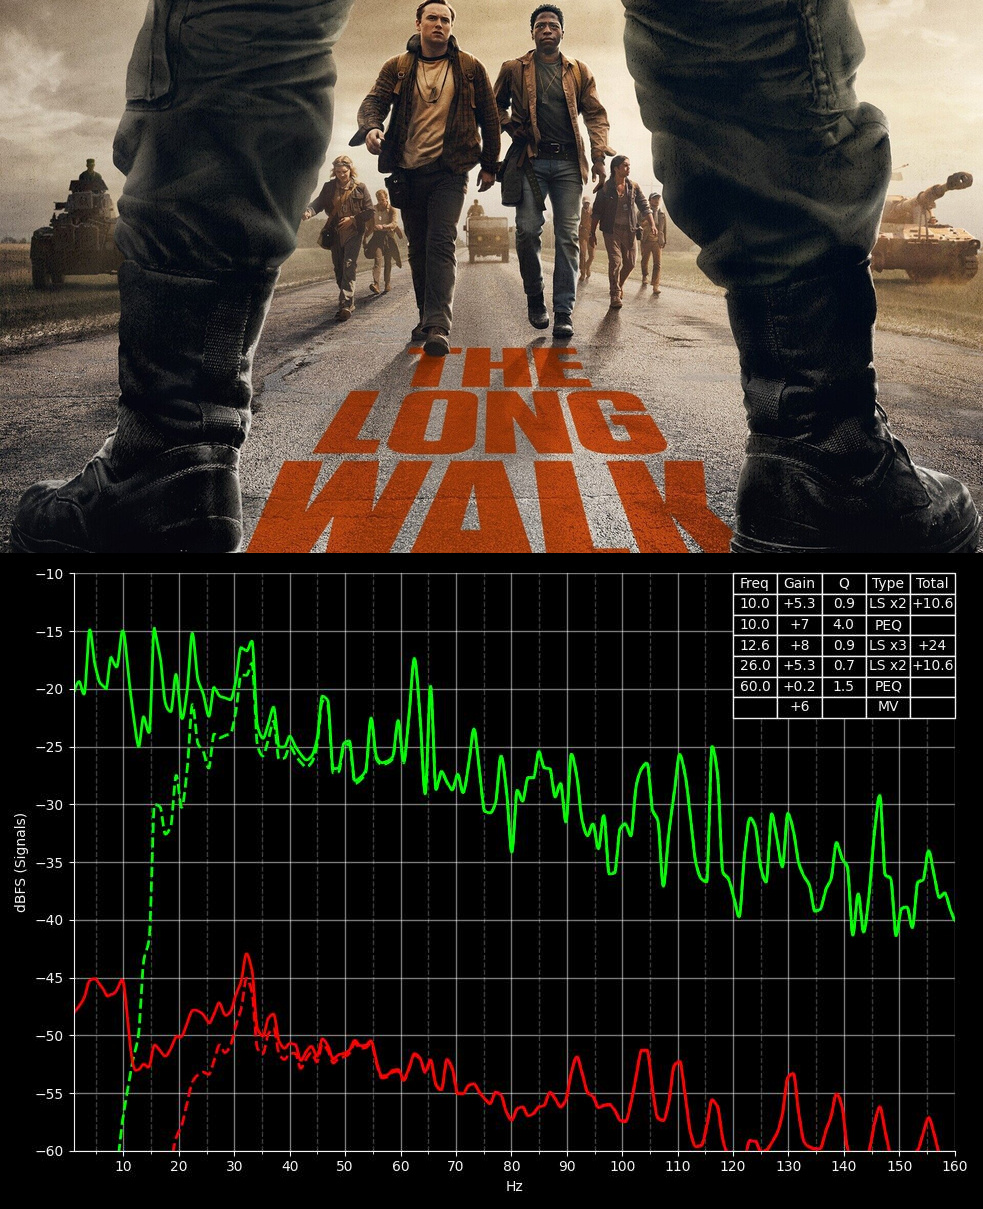 THE
LONG
WALK
Freq Gain Q Type Total
10.0 +5.3 0.9 LS x2 +10.6
10.0 +7 4.0 PEQ
12.6 +8 0.9 LS x3 +24
26.0 +5.3 0.7 LS x2 +10.6
60.0 +0.2 1.5 PEQ
+6 MV
−10
−15
−20
−25
−30
−35
−40
−45
−50
−55
−60
dBFS (Signals)
10 20 30 40 50 60 70 80 90 100 110 120 130 140 150 160
Hz